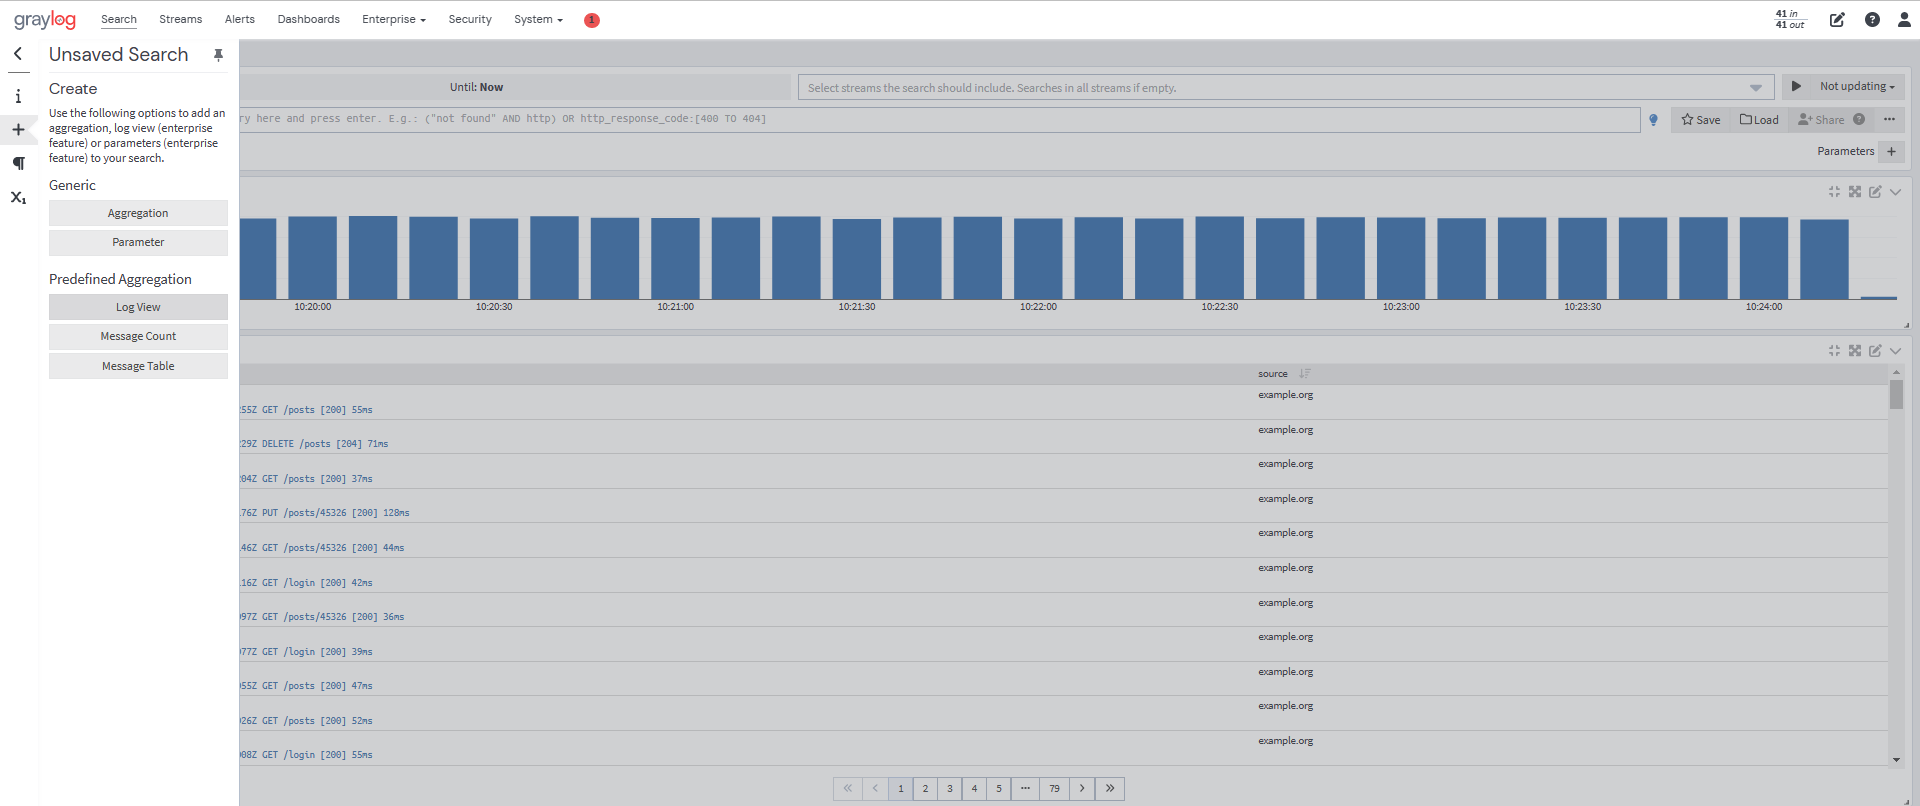 graylog Search Streams Alerts Dashboards Enterprise Security System 1 41 in
41 out
Unsaved Search
Create
Use the following options to add an
aggregation, log view (enterprise
feature) or parameters (enterprise
feature) to your search.
Generic
Aggregation
Parameter
Predefined Aggregation
Log View
Message Count
Message Table
Until: Now
Select streams the search should include. Searches in all streams if empty.
Not updating
ry here and press enter. E.g.: ("not found" AND http) OR http_response_code:[400 TO 404]
Save Load Share
Parameters
10:20:00 10:20:30 10:21:00 10:21:30 10:22:00 10:22:30 10:23:00 10:23:30 10:24:00
source
example.org
55Z GET /posts [200] 55ms
example.org
29Z DELETE /posts [204] 71ms
example.org
04Z GET /posts [200] 37ms
example.org
76Z PUT /posts/45326 [200] 128ms
example.org
46Z GET /posts/45326 [200] 44ms
example.org
16Z GET /login [200] 42ms
example.org
97Z GET /posts/45326 [200] 36ms
example.org
77Z GET /login [200] 39ms
example.org
55Z GET /posts [200] 47ms
example.org
26Z GET /posts [200] 52ms
example.org
08Z GET /login [200] 55ms
« ‹ 1 2 3 4 5 ••• 79 › »